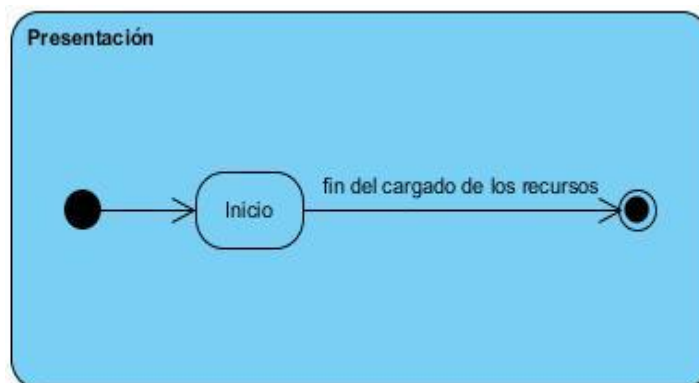 Presentación
fin del cargado de los recursos
Inicio